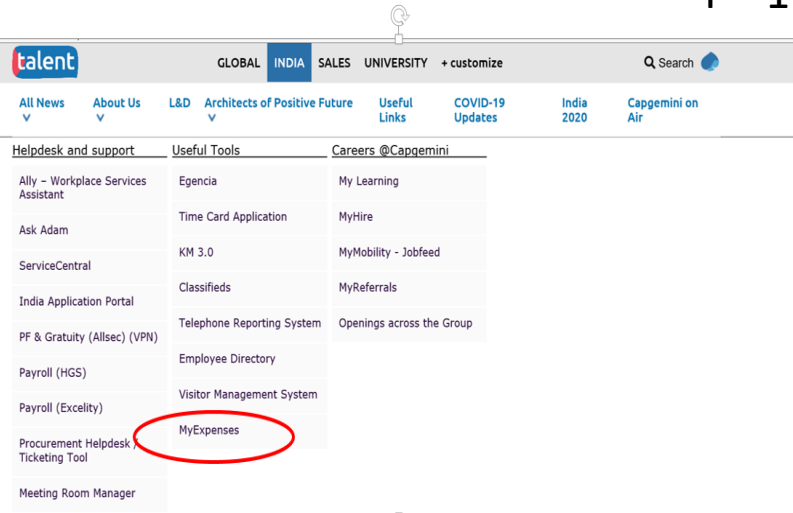 talent
GLOBAL INDIA SALES UNIVERSITY + customize
Search
All News
About Us
L&D
Architects of Positive Future
Useful
Links
COVID-19
Updates
India
2020
Capgemini on
Air
Helpdesk and support
Ally – Workplace Services
Assistant
Ask Adam
ServiceCentral
India Application Portal
PF & Gratuity (Allsec) (VPN)
Payroll (HGS)
Payroll (Excelity)
Procurement Helpdesk /
Ticketing Tool
Meeting Room Manager
Useful Tools
Egencia
Time Card Application
KM 3.0
Classifieds
Telephone Reporting System
Employee Directory
Visitor Management System
MyExpenses
Careers @Capgemini
My Learning
MyHire
MyMobility - Jobfeed
MyReferrals
Openings across the Group